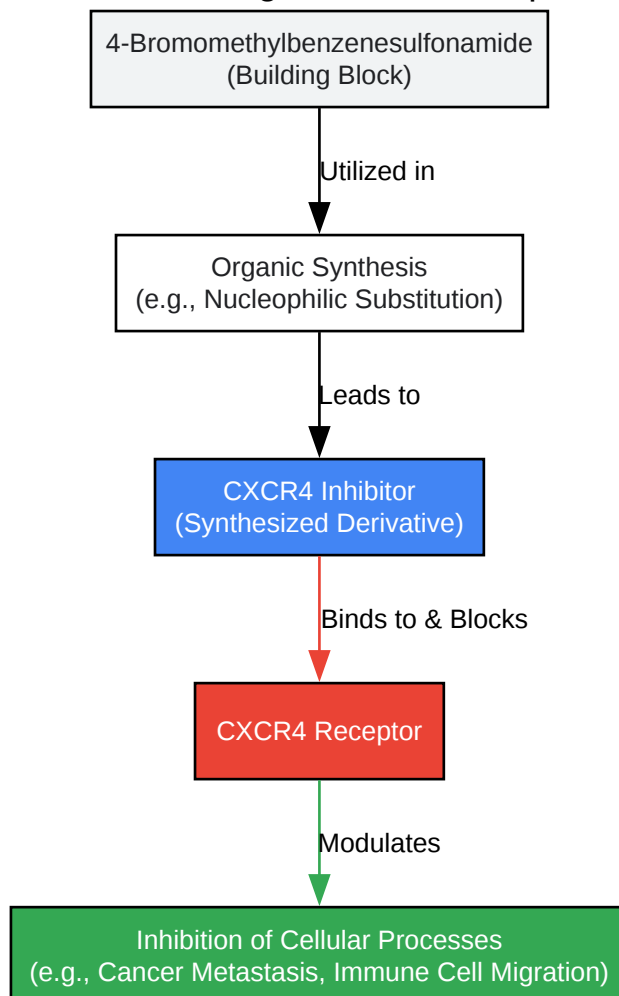 4-Bromomethylbenzenesulfonamide
(Building Block)
Utilized in
Organic Synthesis
(e.g., Nucleophilic Substitution)
Leads to
CXCR4 Inhibitor
(Synthesized Derivative)
Binds to & Blocks
CXCR4 Receptor
Modulates
Inhibition of Cellular Processes
(e.g., Cancer Metastasis, Immune Cell Migration)